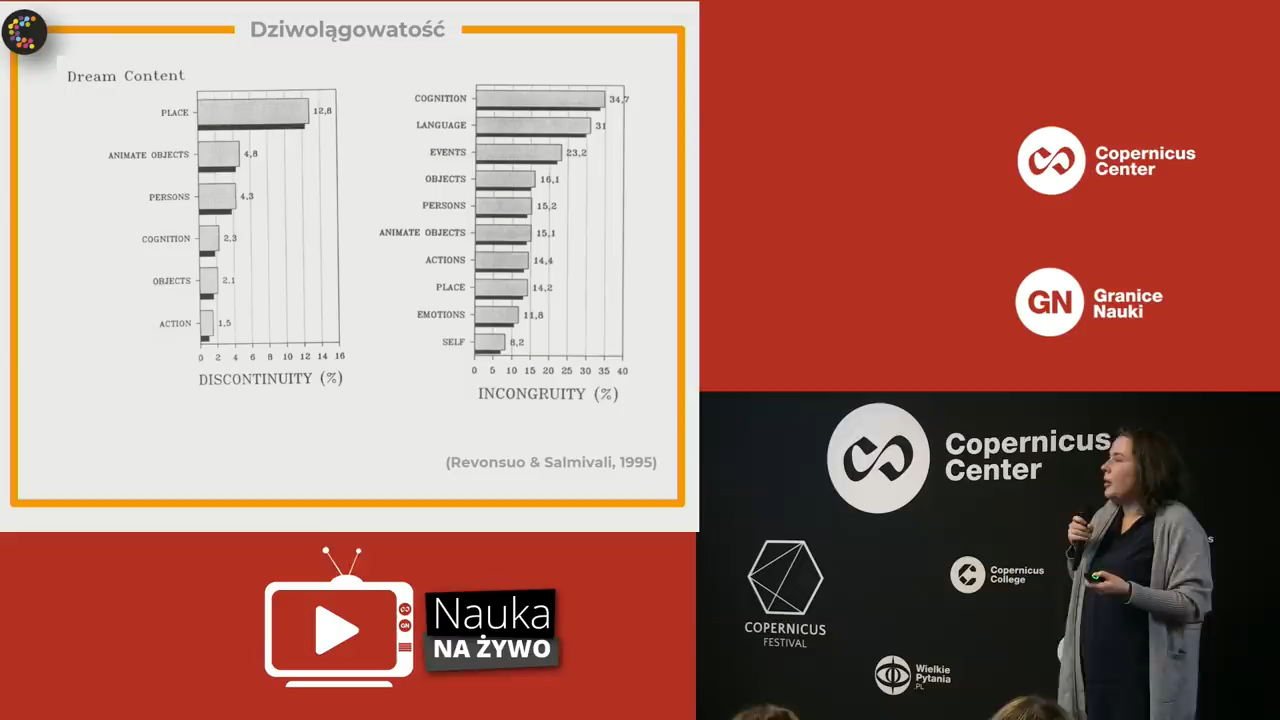 Dziwolągowatość
Dream Content
PLACE 12,8
ANIMATE OBJECTS 4,8
PERSONS 4,3
COGNITION 2,3
OBJECTS 2,1
ACTION 1,5
0 2 4 6 8 10 12 14 16
DISCONTINUITY (%)
COGNITION 34,7
LANGUAGE 31
EVENTS 23,2
OBJECTS 16,1
PERSONS 15,2
ANIMATE OBJECTS 15,1
ACTIONS 14,4
PLACE 14,2
EMOTIONS 11,8
SELF 8,2
0 5 10 15 20 25 30 35 40
INCONGRUITY (%)
(Revonsuo & Salmivali, 1995)
Copernicus
Center
GN
Granice
Nauki
Nauka
NA ŻYWO
Copernicus
Center
COPERNICUS
FESTIVAL
Copernicus
College
Wielkie
Pytania
.PL